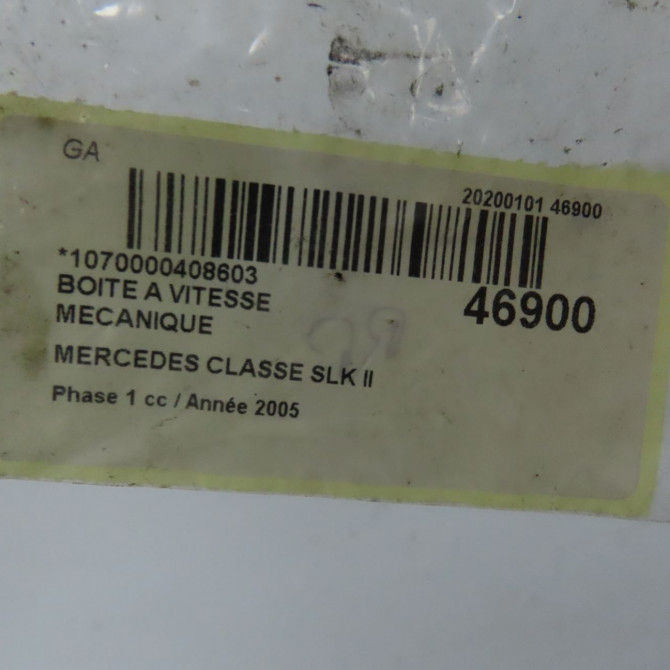 GA
20200101 46900
*1070000408603
46900
BOITE A VITESSE
MECANIQUE
MERCEDES CLASSE SLK II
Phase 1 cc / Année 2005